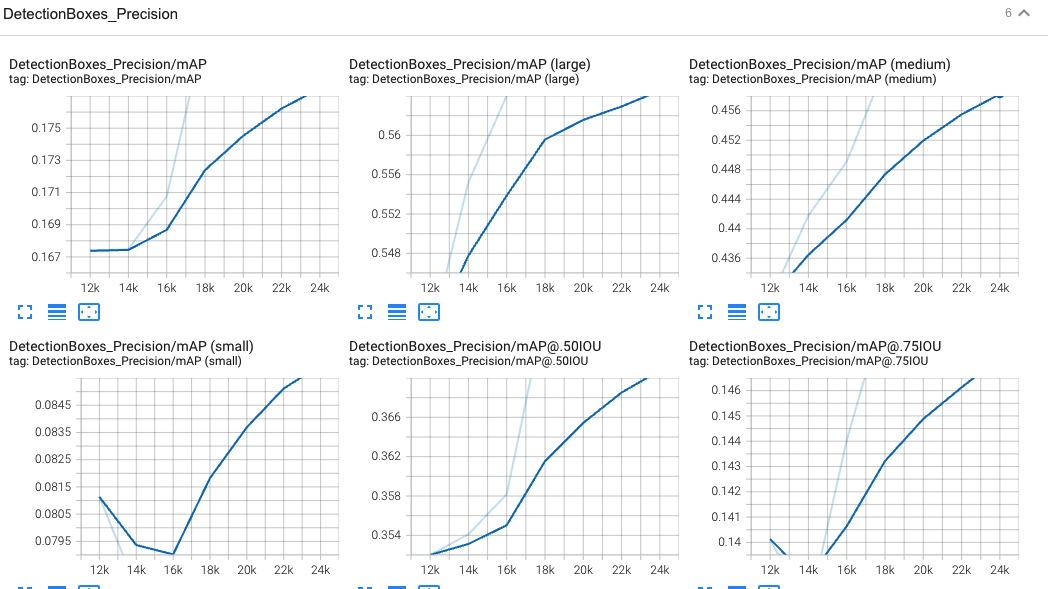 DetectionBoxes_Precision
6
DetectionBoxes_Precision/mAP
tag: DetectionBoxes_Precision/mAP
0.175
0.173
0.171
0.169
0.167
12k 14k 16k 18k 20k 22k 24k
DetectionBoxes_Precision/mAP (large)
tag: DetectionBoxes_Precision/mAP (large)
0.56
0.556
0.552
0.548
12k 14k 16k 18k 20k 22k 24k
DetectionBoxes_Precision/mAP (medium)
tag: DetectionBoxes_Precision/mAP (medium)
0.456
0.452
0.448
0.444
0.44
0.436
12k 14k 16k 18k 20k 22k 24k
DetectionBoxes_Precision/mAP (small)
tag: DetectionBoxes_Precision/mAP (small)
0.0845
0.0835
0.0825
0.0815
0.0805
0.0795
12k 14k 16k 18k 20k 22k 24k
DetectionBoxes_Precision/mAP@.50IOU
tag: DetectionBoxes_Precision/mAP@.50IOU
0.366
0.362
0.358
0.354
12k 14k 16k 18k 20k 22k 24k
DetectionBoxes_Precision/mAP@.75IOU
tag: DetectionBoxes_Precision/mAP@.75IOU
0.146
0.145
0.144
0.143
0.142
0.141
0.14
12k 14k 16k 18k 20k 22k 24k